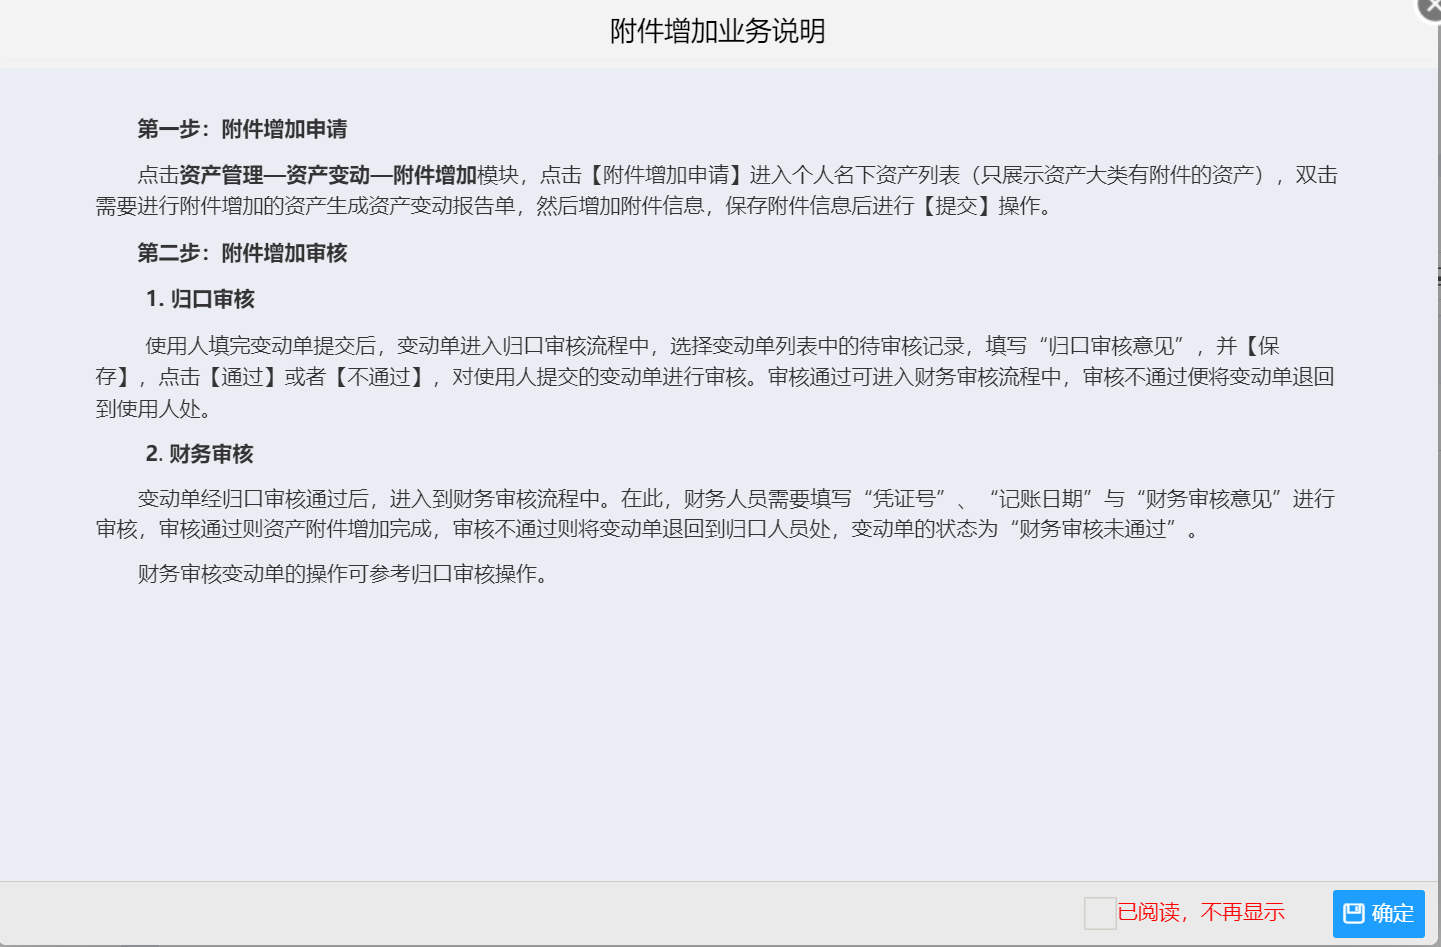 附件增加业务说明
第一步：附件增加申请
点击资产管理—资产变动—附件增加模块，点击【附件增加申请】进入个人名下资产列表（只展示资产大类有附件的资产），双击
需要进行附件增加的资产生成资产变动报告单，然后增加附件信息，保存附件信息后进行【提交】操作。
第二步：附件增加审核
1. 归口审核
使用人填完变动单提交后，变动单进入归口审核流程中，选择变动单列表中的待审核记录，填写“归口审核意见”，并【保
存】，点击【通过】或者【不通过】，对使用人提交的变动单进行审核。审核通过可进入财务审核流程中，审核不通过便将变动单退回
到使用人处。
2. 财务审核
变动单经归口审核通过后，进入到财务审核流程中。在此，财务人员需要填写“凭证号”、“记账日期”与“财务审核意见”进行
审核，审核通过则资产附件增加完成，审核不通过则将变动单退回到归口人员处，变动单的状态为“财务审核未通过”。
财务审核变动单的操作可参考归口审核操作。
已阅读，不再显示
确定